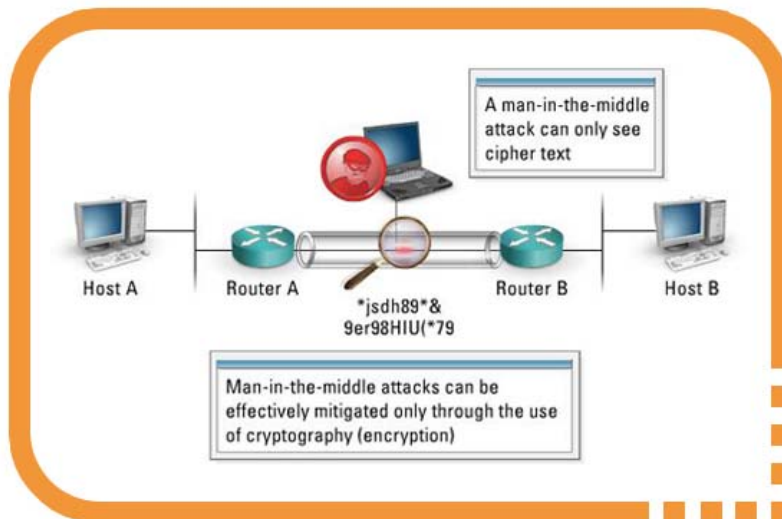 A man-in-the-middle
attack can only see
cipher text
Host A
Router A
Router B
Host B
*jsdh89*&
9er98HIU(*79
Man-in-the-middle attacks can be
effectively mitigated only through the use
of cryptography (encryption)